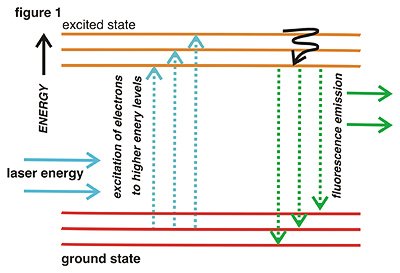 figure 1
excited state
ENERGY
excitation of electrons
to higher enery levels
fluorescence emission
laser energy
ground state